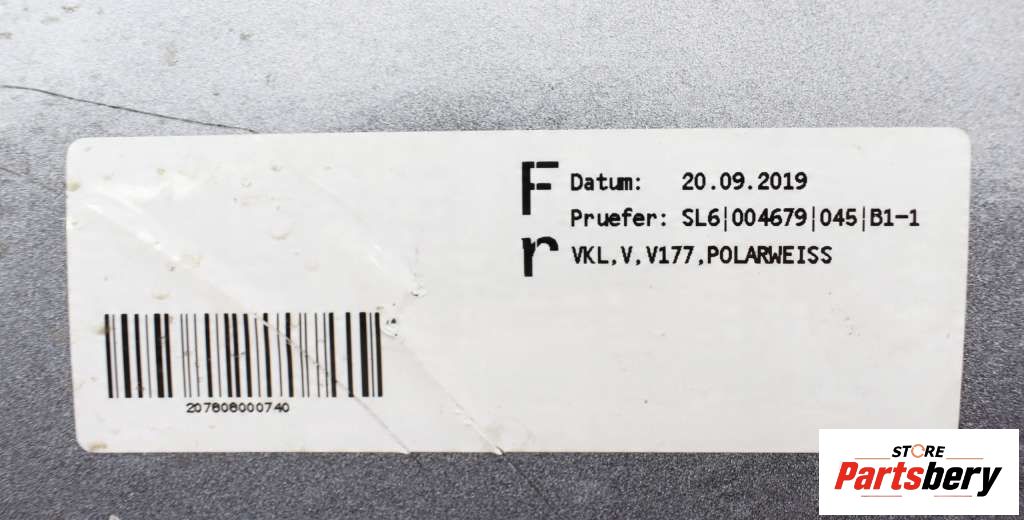 F
r
Datum: 20.09.2019
Pruefer: SL6|004679|045|B1-1
VKL,V,V177,POLARWEISS
207808000740
STORE
Partsbery